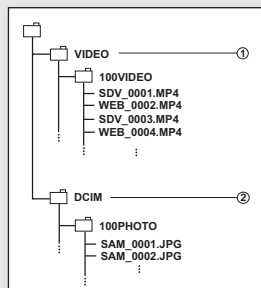 VIDEO ①
100VIDEO
SDV_0001.MP4
WEB_0002.MP4
SDV_0003.MP4
WEB_0004.MP4
DCIM ②
100PHOTO
SAM_0001.JPG
SAM_0002.JPG